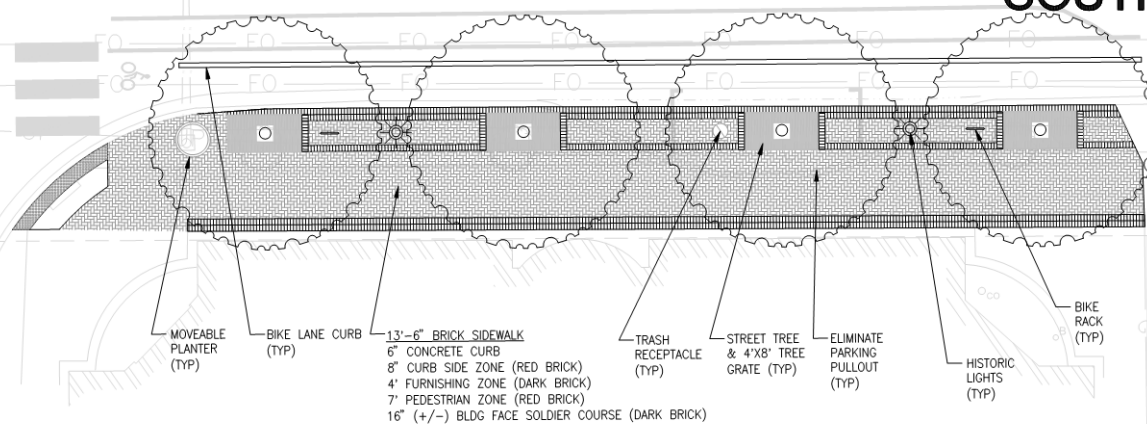 FO FO FO FO FO FO
FO FO FO FO FO
MOVEABLE
PLANTER
(TYP)
BIKE LANE CURB
(TYP)
13'-6" BRICK SIDEWALK
6" CONCRETE CURB
8" CURB SIDE ZONE (RED BRICK)
4' FURNISHING ZONE (DARK BRICK)
7' PEDESTRIAN ZONE (RED BRICK)
16" (+/-) BLDG FACE SOLDIER COURSE (DARK BRICK)
TRASH
RECEPTACLE
(TYP)
STREET TREE
& 4'X8' TREE
GRATE (TYP)
ELIMINATE
PARKING
PULLOUT
(TYP)
HISTORIC
LIGHTS
(TYP)
BIKE
RACK
(TYP)
CO